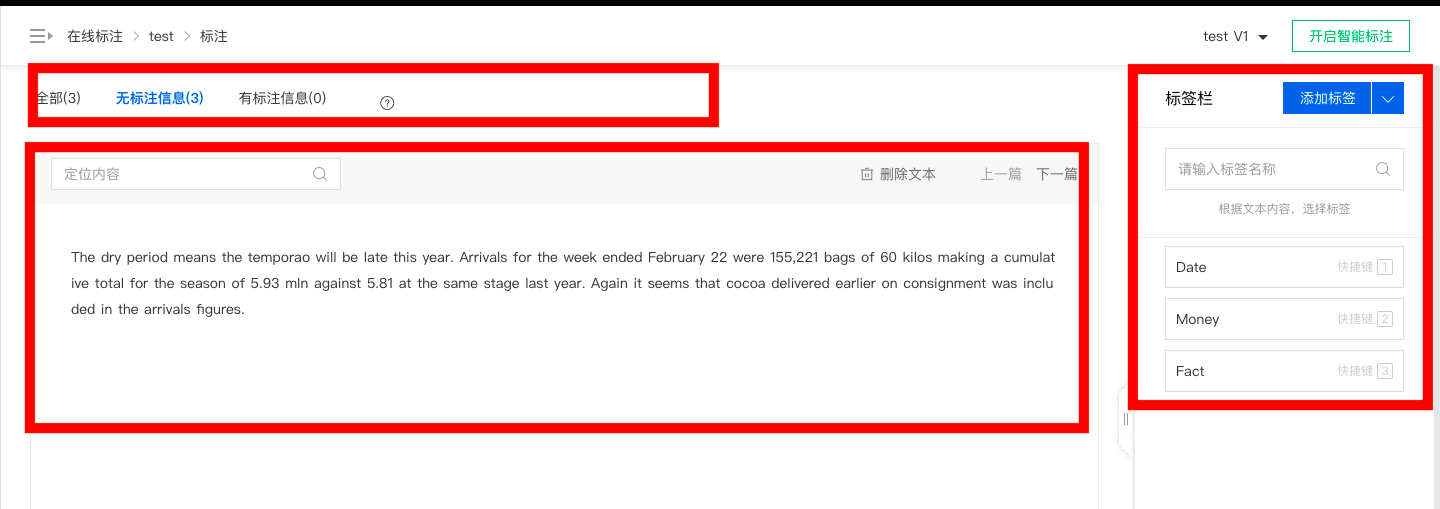 在线标注 > test > 标注
test V1
开启智能标注
全部(3) 无标注信息(3) 有标注信息(0) ?
定位内容
删除文本 上一篇 下一篇
The dry period means the temporao will be late this year. Arrivals for the week ended February 22 were 155,221 bags of 60 kilos making a cumulat
ive total for the season of 5.93 mln against 5.81 at the same stage last year. Again it seems that cocoa delivered earlier on consignment was inclu
ded in the arrivals figures.
标签栏 添加标签
请输入标签名称
根据文本内容，选择标签
Date 快捷键 1
Money 快捷键 2
Fact 快捷键 3